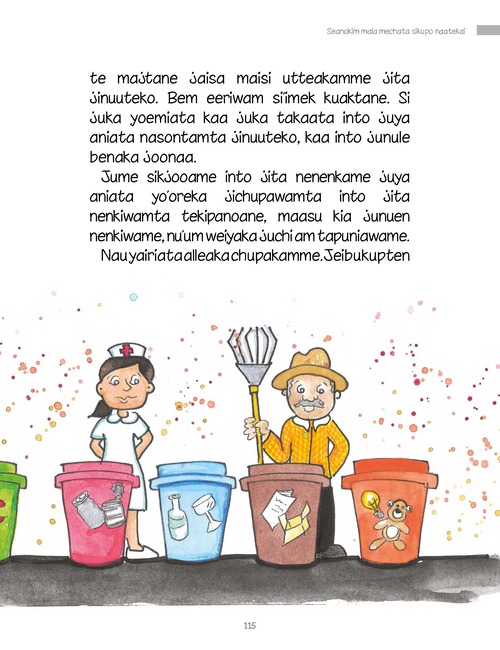 Seanokim mala mechata sikupo naatekai
te majtane jaisa maisi utteakamme jita
jinuuteko. Bem eeriwam siïmek kuaktane. Si
juka yoemiata kaa juka takaata into juya
aniata nasontamta jinuuteko, kaa into junule
benaka joonaa.
Jume sikjooame into jita nenenkame juya
aniata yo'oreka jichupawamta into jita
nenkiwamta tekipanoane, maasu kia junuen
nenkiwame, nu'um weiyaka juchi am tapuniawame.
Nau yairiata alleaka chupakamme. Jeibu kupten
115